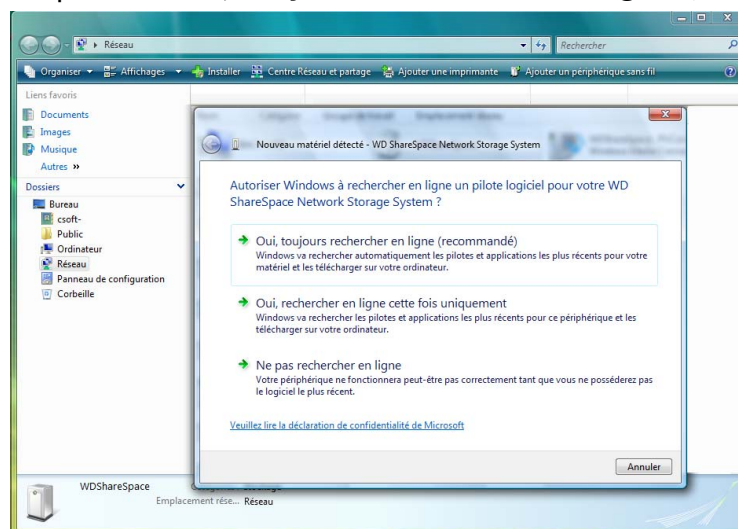 Réseau
Rechercher
Organiser
Affichages
Installer
Centre Réseau et partage
Ajouter une imprimante
Ajouter un périphérique sans fil
Liens favoris
Documents
Images
Musique
Autres »
Dossiers
Bureau
csoft-
Public
Ordinateur
Réseau
Panneau de configuration
Corbeille
Nouveau matériel détecté - WD ShareSpace Network Storage System
Autoriser Windows à rechercher en ligne un pilote logiciel pour votre WD
ShareSpace Network Storage System ?
Oui, toujours rechercher en ligne (recommandé)
Windows va rechercher automatiquement les pilotes et applications les plus récents pour votre
matériel et les télécharger sur votre ordinateur.
Oui, rechercher en ligne cette fois uniquement
Windows va rechercher les pilotes et applications les plus récents pour ce périphérique et les
télécharger sur votre ordinateur.
Ne pas rechercher en ligne
Votre périphérique ne fonctionnera peut-être pas correctement tant que vous ne posséderez pas
le logiciel le plus récent.
Veuillez lire la déclaration de confidentialité de Microsoft
Annuler
WDShareSpace
Emplacement rése... Réseau